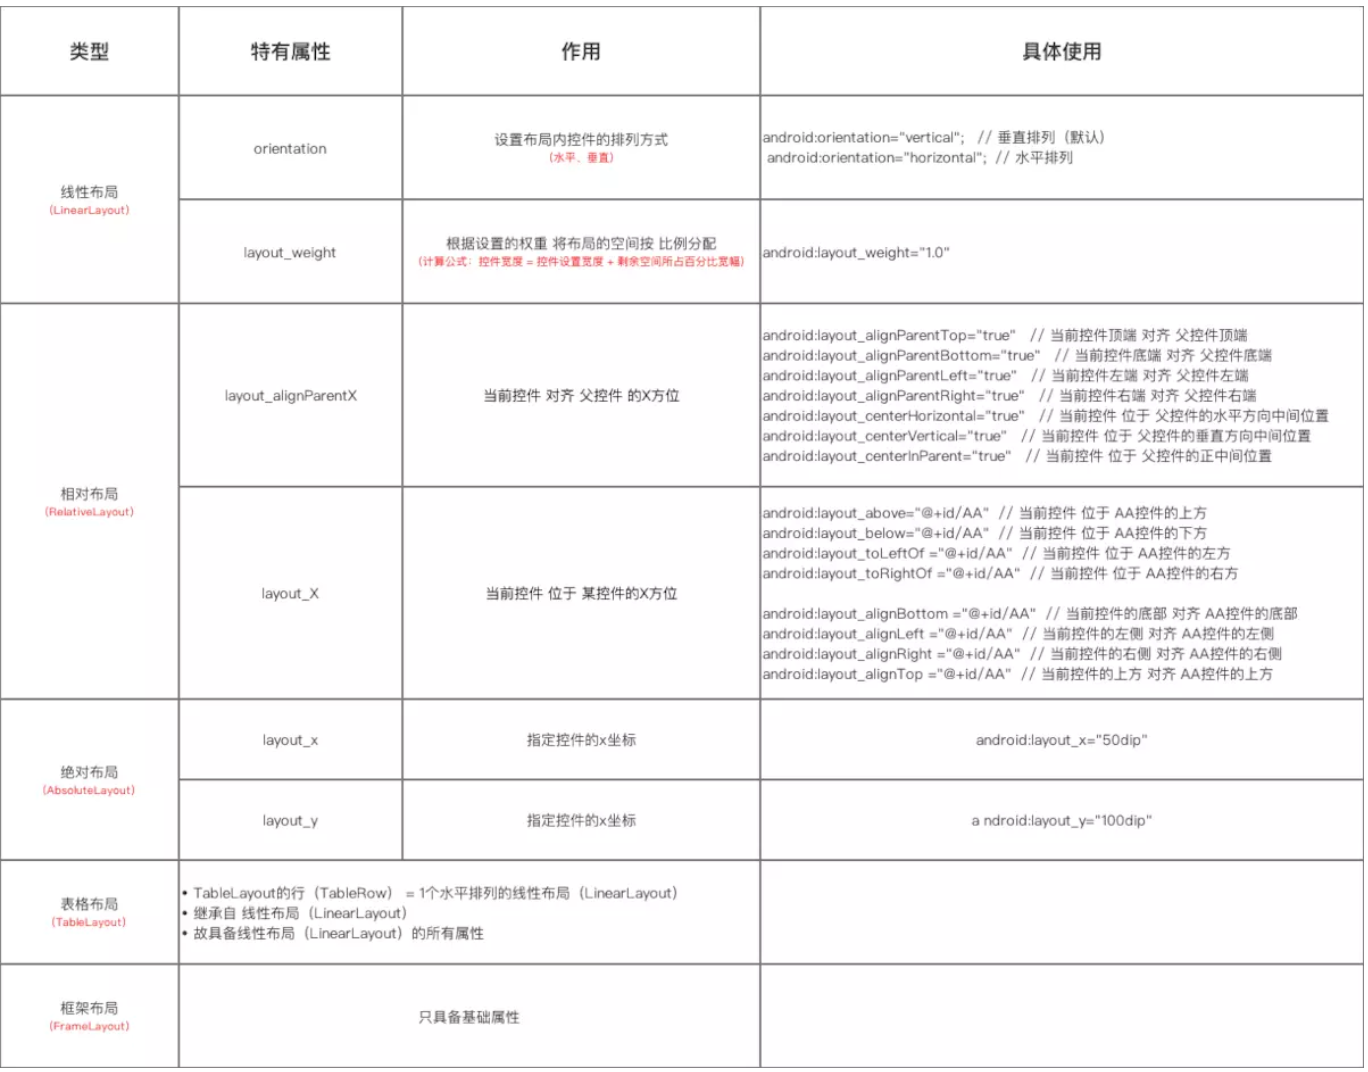 类型 特有属性 作用 具体使用
线性布局
(LinearLayout)
orientation
设置布局内控件的排列方式
(水平、垂直)
android:orientation="vertical"; // 垂直排列（默认）
android:orientation="horizontal"; // 水平排列
layout_weight
根据设置的权重 将布局的空间按 比例分配
(计算公式：控件宽度 = 控件设置宽度 + 剩余空间所占百分比宽幅)
android:layout_weight="1.0"
相对布局
(RelativeLayout)
layout_alignParentX
当前控件 对齐 父控件 的X方位
android:layout_alignParentTop="true" // 当前控件顶端 对齐 父控件顶端
android:layout_alignParentBottom="true" // 当前控件底端 对齐 父控件底端
android:layout_alignParentLeft="true" // 当前控件左端 对齐 父控件左端
android:layout_alignParentRight="true" // 当前控件右端 对齐 父控件右端
android:layout_centerHorizontal="true" // 当前控件 位于 父控件的水平方向中间位置
android:layout_centerVertical="true" // 当前控件 位于 父控件的垂直方向中间位置
android:layout_centerInParent="true" // 当前控件 位于 父控件的正中间位置
layout_X
当前控件 位于 某控件的X方位
android:layout_above="@+id/AA" // 当前控件 位于 AA控件的上方
android:layout_below="@+id/AA" // 当前控件 位于 AA控件的下方
android:layout_toLeftOf ="@+id/AA" // 当前控件 位于 AA控件的左方
android:layout_toRightOf ="@+id/AA" // 当前控件 位于 AA控件的右方
android:layout_alignBottom ="@+id/AA" // 当前控件的底部 对齐 AA控件的底部
android:layout_alignLeft ="@+id/AA" // 当前控件的左侧 对齐 AA控件的左侧
android:layout_alignRight ="@+id/AA" // 当前控件的右侧 对齐 AA控件的右侧
android:layout_alignTop ="@+id/AA" // 当前控件的上方 对齐 AA控件的上方
绝对布局
(AbsoluteLayout)
layout_x
指定控件的x坐标
android:layout_x="50dip"
layout_y
指定控件的x坐标
a ndroid:layout_y="100dip"
表格布局
(TableLayout)
• TableLayout的行（TableRow） = 1个水平排列的线性布局（LinearLayout）
• 继承自 线性布局（LinearLayout）
• 故具备线性布局（LinearLayout）的所有属性
框架布局
(FrameLayout)
只具备基础属性